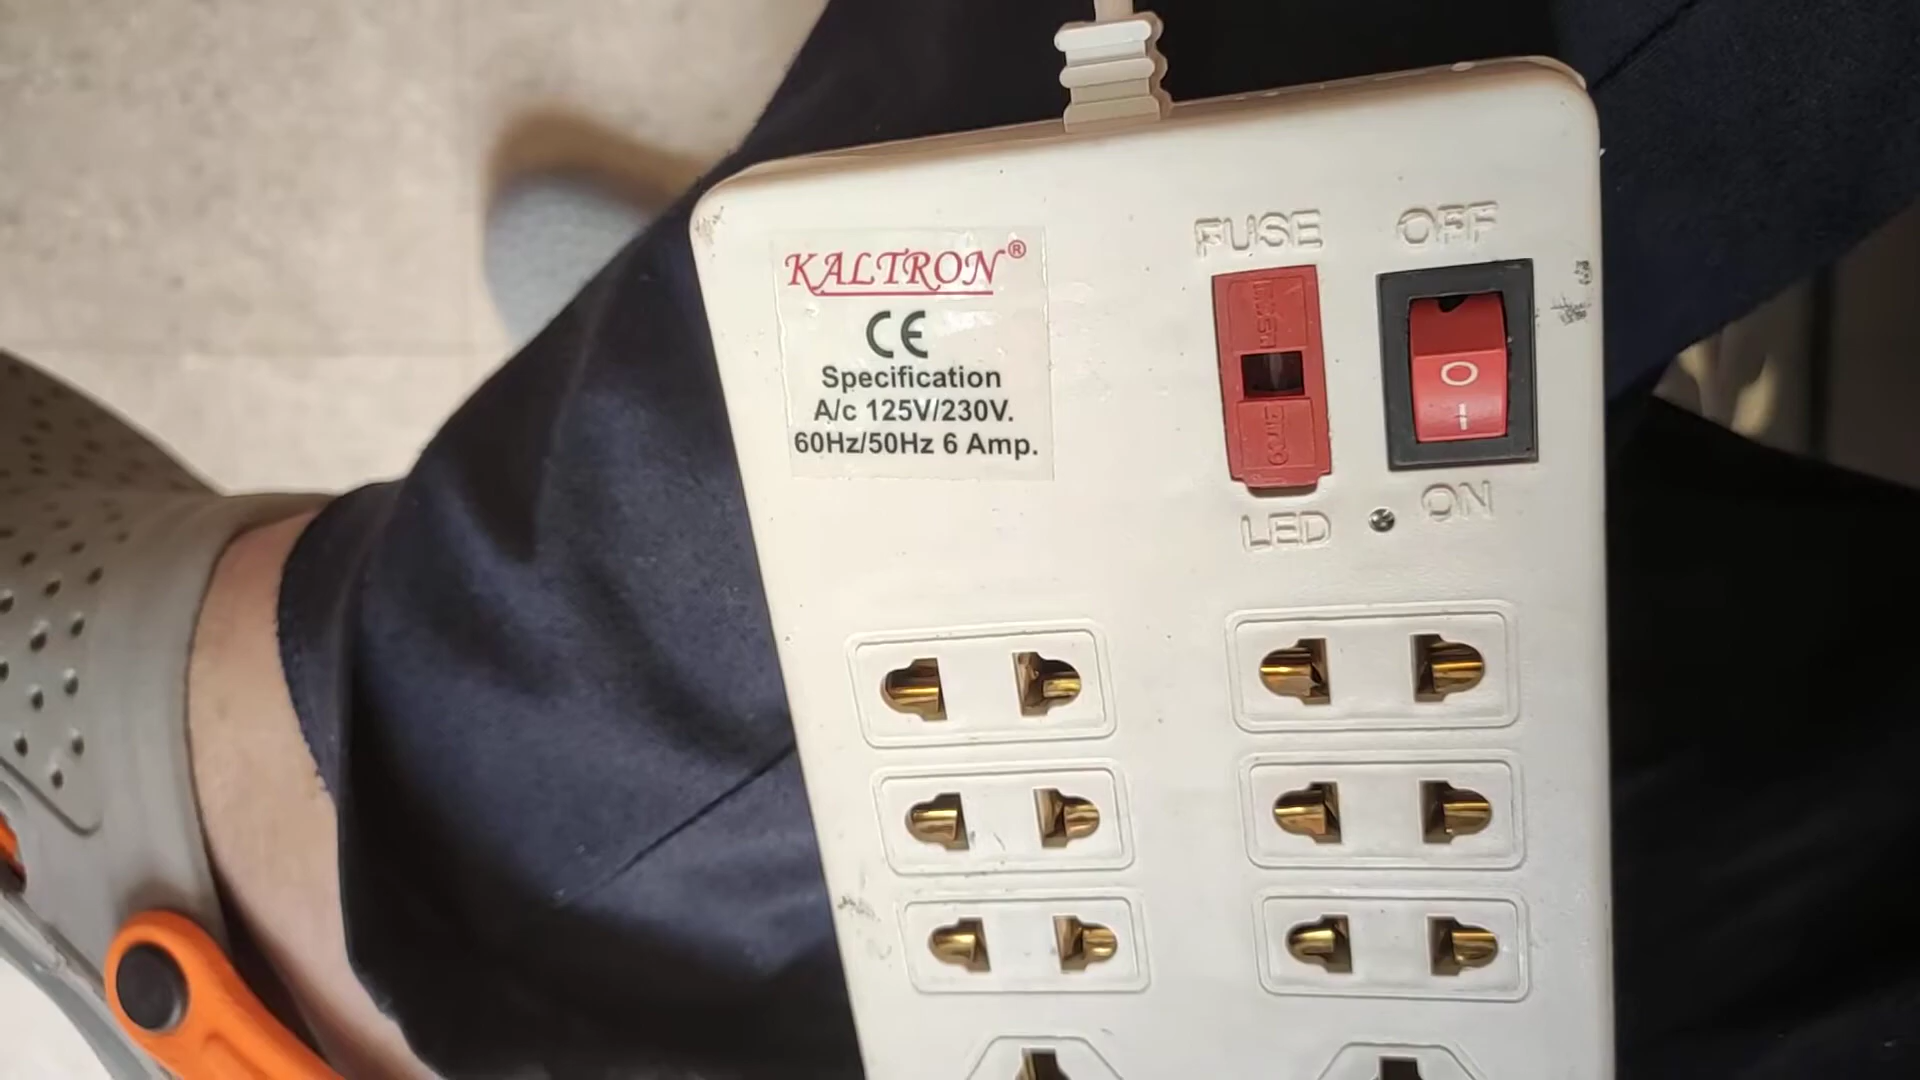 KALTRON®
CE
Specification
A/c 125V/230V.
60Hz/50Hz 6 Amp.
FUSE
OFF
O
I
LED
ON